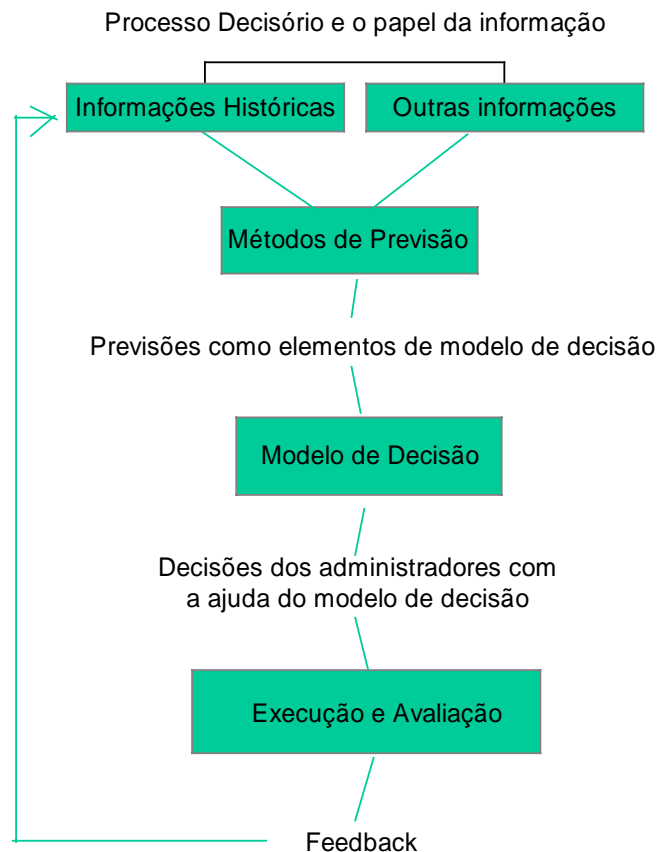 Processo Decisório e o papel da informação
Informações Históricas
Outras informações
Métodos de Previsão
Previsões como elementos de modelo de decisão
Modelo de Decisão
Decisões dos administradores com
a ajuda do modelo de decisão
Execução e Avaliação
Feedback